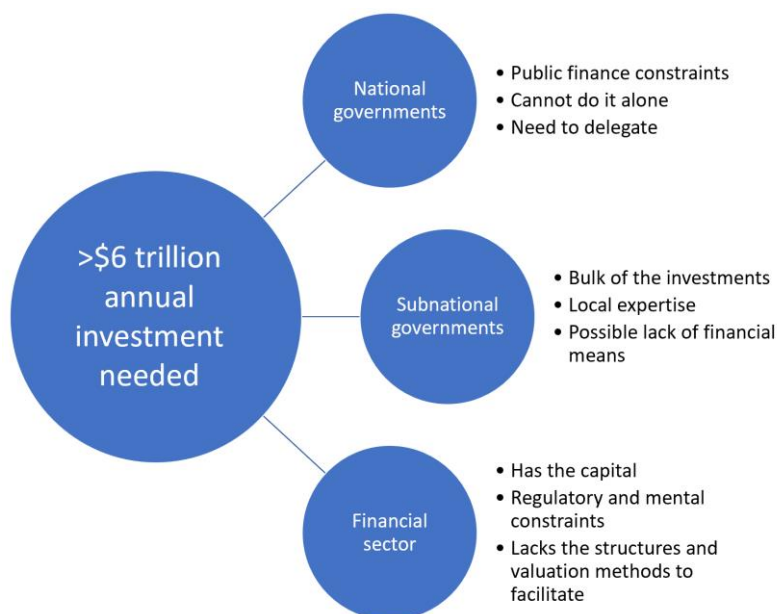 >$6 trillion
annual
investment
needed
National
governments
• Public finance constraints
• Cannot do it alone
• Need to delegate
Subnational
governments
• Bulk of the investments
• Local expertise
• Possible lack of financial
means
Financial
sector
• Has the capital
• Regulatory and mental
constraints
• Lacks the structures and
valuation methods to
facilitate